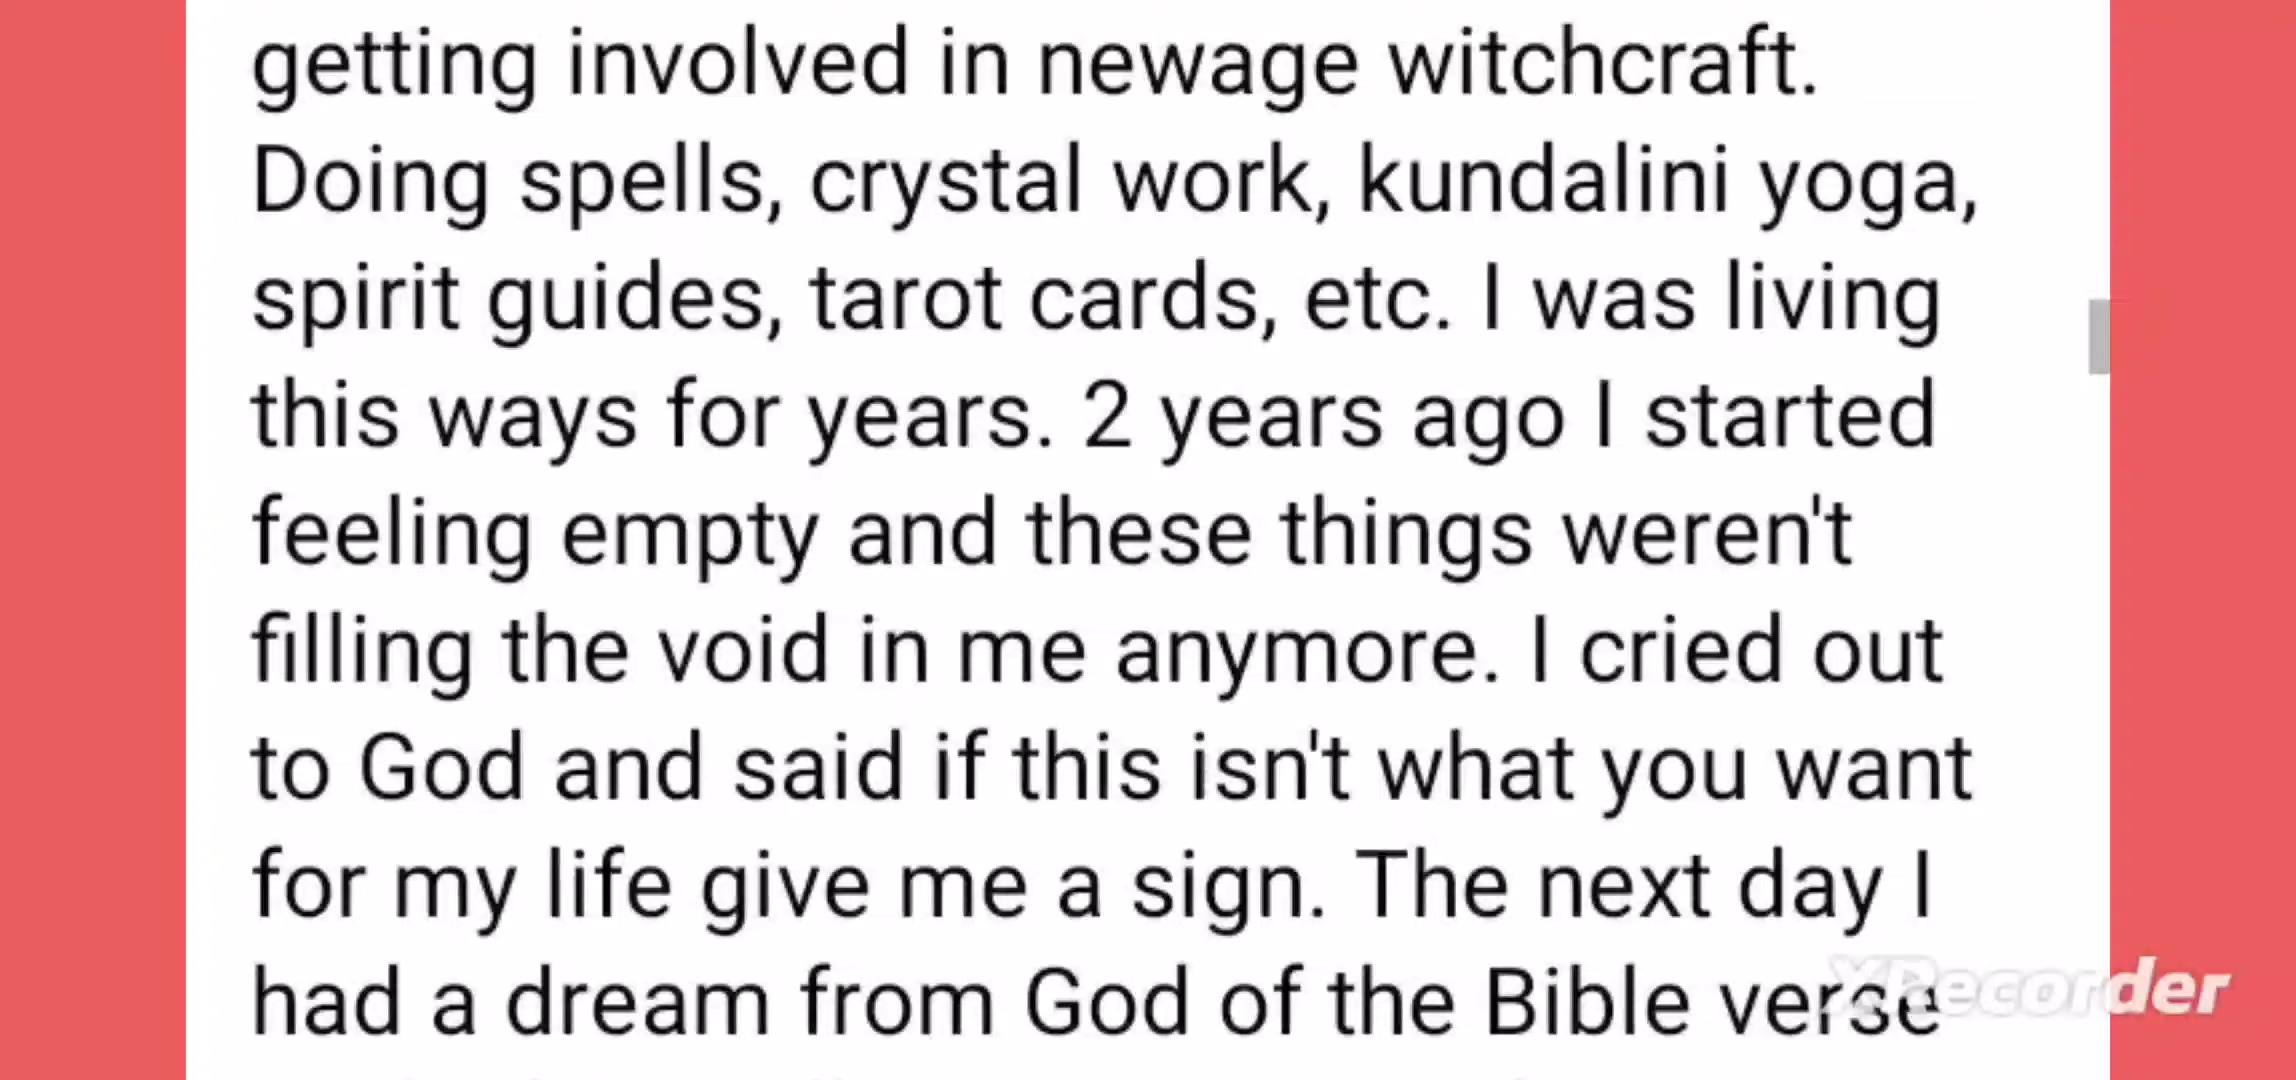 getting involved in newage witchcraft.
Doing spells, crystal work, kundalini yoga,
spirit guides, tarot cards, etc. I was living
this ways for years. 2 years ago I started
feeling empty and these things weren't
filling the void in me anymore. I cried out
to God and said if this isn't what you want
for my life give me a sign. The next day I
had a dream from God of the Bible verse
XRecorder